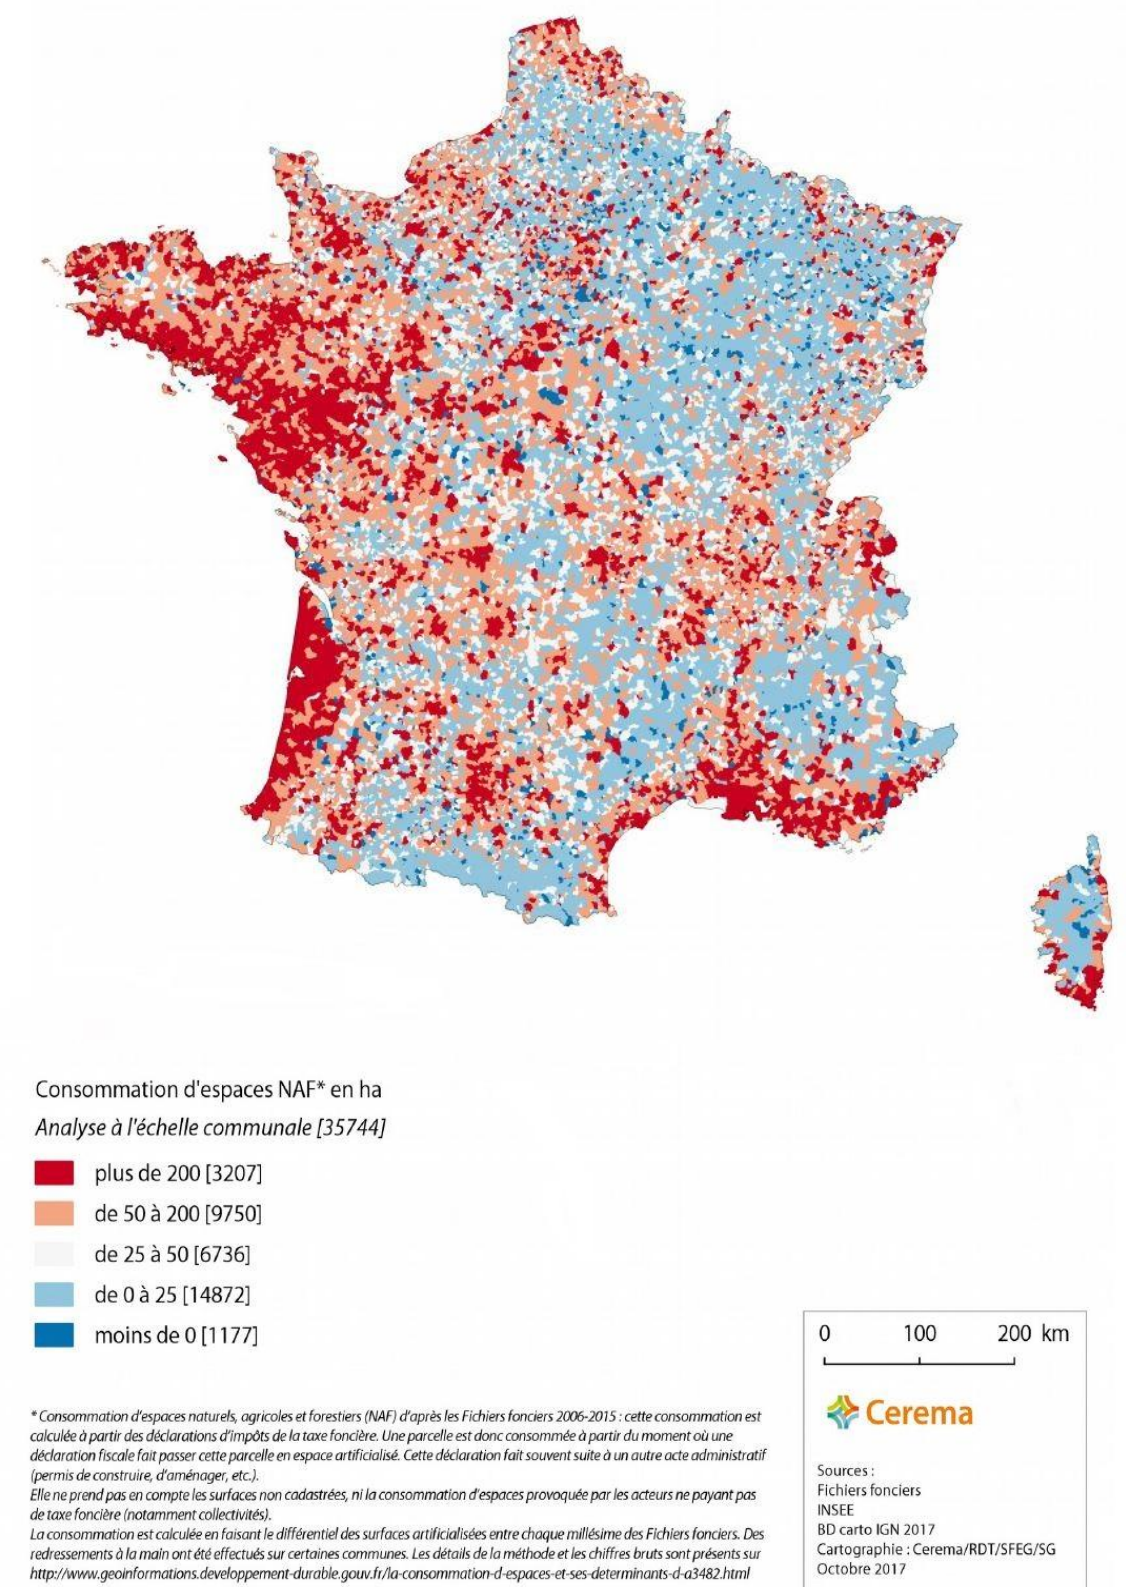 Consommation d'espaces NAF* en ha
Analyse à l'échelle communale [35744]
plus de 200 [3207]
de 50 à 200 [9750]
de 25 à 50 [6736]
de 0 à 25 [14872]
moins de 0 [1177]
* Consommation d'espaces naturels, agricoles et forestiers (NAF) d'après les Fichiers fonciers 2006-2015 : cette consommation est
calculée à partir des déclarations d'impôts de la taxe foncière. Une parcelle est donc consommée à partir du moment où une
déclaration fiscale fait passer cette parcelle en espace artificialisé. Cette déclaration fait souvent suite à un autre acte administratif
(permis de construire, d'aménager, etc.).
Elle ne prend pas en compte les surfaces non cadastrées, ni la consommation d'espaces provoquée par les acteurs ne payant pas
de taxe foncière (notamment collectivités).
La consommation est calculée en faisant le différentiel des surfaces artificialisées entre chaque millésime des Fichiers fonciers. Des
redressements à la main ont été effectués sur certaines communes. Les détails de la méthode et les chiffres bruts sont présents sur
http://www.geoinformations.developpement-durable.gouv.fr/la-consommation-d-espaces-et-ses-determinants-d-a3482.html
0 100 200 km
Cerema
Sources :
Fichiers fonciers
INSEE
BD carto IGN 2017
Cartographie : Cerema/RDT/SFEG/SG
Octobre 2017